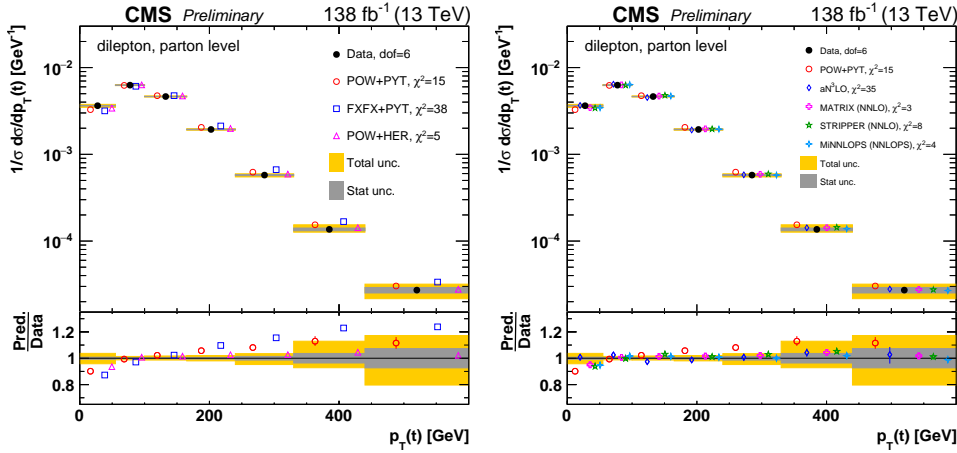 CMS Preliminary 138 fb⁻¹ (13 TeV)
dilepton, parton level
Data, dof=6
POW+PYT, χ²=15
FXFX+PYT, χ²=38
POW+HER, χ²=5
Total unc.
Stat unc.
1/σ dσ/dp_T(t) [GeV⁻¹]
10⁻²
10⁻³
10⁻⁴
Pred.
Data
1.2
1
0.8
0 200 400
p_T(t) [GeV]
CMS Preliminary 138 fb⁻¹ (13 TeV)
dilepton, parton level
Data, dof=6
POW+PYT, χ²=15
aN³LO, χ²=35
MATRIX (NNLO), χ²=3
STRIPPER (NNLO), χ²=8
MiNNLOPS (NNLOPS), χ²=4
Total unc.
Stat unc.
1/σ dσ/dp_T(t) [GeV⁻¹]
10⁻²
10⁻³
10⁻⁴
Pred.
Data
1.2
1
0.8
0 200 400
p_T(t) [GeV]